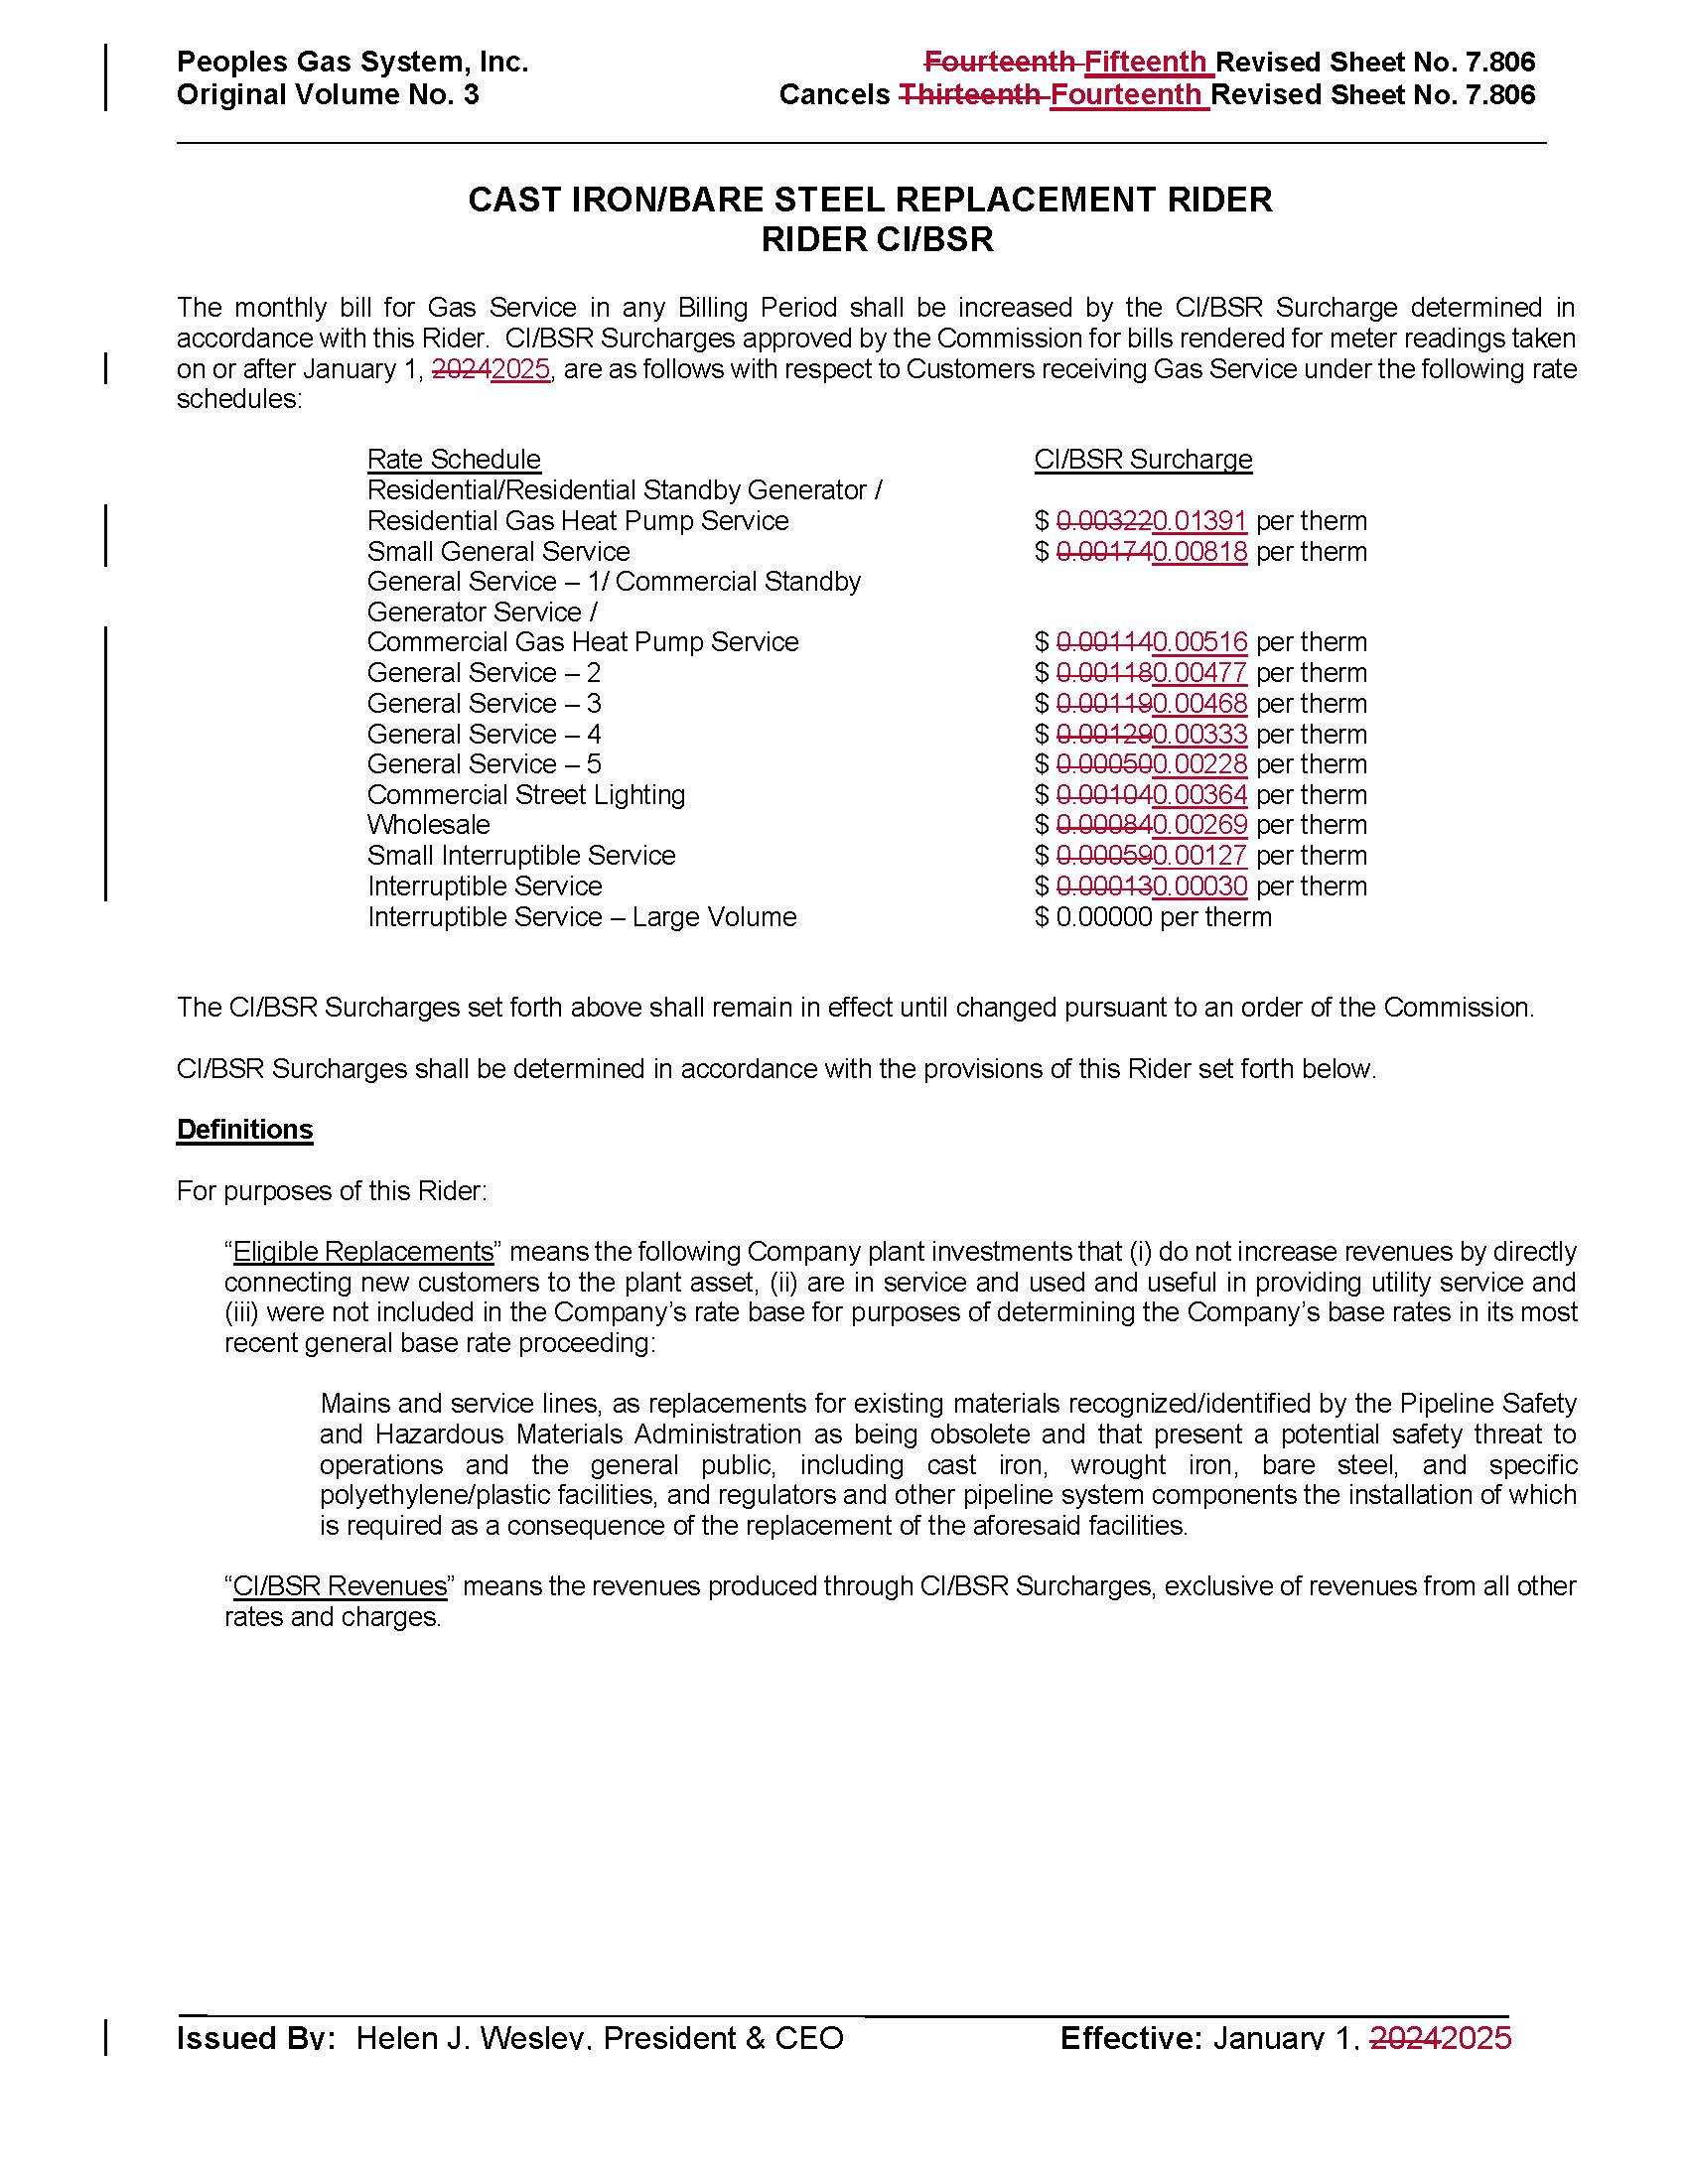 Peoples Gas System, Inc. Fourteenth Fifteenth Revised Sheet No. 7.806
Original Volume No. 3 Cancels Thirteenth Fourteenth Revised Sheet No. 7.806
CAST IRON/BARE STEEL REPLACEMENT RIDER
RIDER CI/BSR
The monthly bill for Gas Service in any Billing Period shall be increased by the CI/BSR Surcharge determined in
accordance with this Rider. CI/BSR Surcharges approved by the Commission for bills rendered for meter readings taken
on or after January 1, 20242025, are as follows with respect to Customers receiving Gas Service under the following rate
schedules:
Rate Schedule CI/BSR Surcharge
Residential/Residential Standby Generator /
Residential Gas Heat Pump Service $ 0.003220.01391 per therm
Small General Service $ 0.001740.00818 per therm
General Service – 1/ Commercial Standby
Generator Service /
Commercial Gas Heat Pump Service $ 0.001140.00516 per therm
General Service – 2 $ 0.001180.00477 per therm
General Service – 3 $ 0.001190.00468 per therm
General Service – 4 $ 0.001290.00333 per therm
General Service – 5 $ 0.000500.00228 per therm
Commercial Street Lighting $ 0.001040.00364 per therm
Wholesale $ 0.000840.00269 per therm
Small Interruptible Service $ 0.000590.00127 per therm
Interruptible Service $ 0.000130.00030 per therm
Interruptible Service – Large Volume $ 0.00000 per therm
The CI/BSR Surcharges set forth above shall remain in effect until changed pursuant to an order of the Commission.
CI/BSR Surcharges shall be determined in accordance with the provisions of this Rider set forth below.
Definitions
For purposes of this Rider:
“Eligible Replacements” means the following Company plant investments that (i) do not increase revenues by directly
connecting new customers to the plant asset, (ii) are in service and used and useful in providing utility service and
(iii) were not included in the Company’s rate base for purposes of determining the Company’s base rates in its most
recent general base rate proceeding:
Mains and service lines, as replacements for existing materials recognized/identified by the Pipeline Safety
and Hazardous Materials Administration as being obsolete and that present a potential safety threat to
operations and the general public, including cast iron, wrought iron, bare steel, and specific
polyethylene/plastic facilities, and regulators and other pipeline system components the installation of which
is required as a consequence of the replacement of the aforesaid facilities.
“CI/BSR Revenues” means the revenues produced through CI/BSR Surcharges, exclusive of revenues from all other
rates and charges.
Issued By: Helen J. Wesley, President & CEO Effective: January 1, 20242025